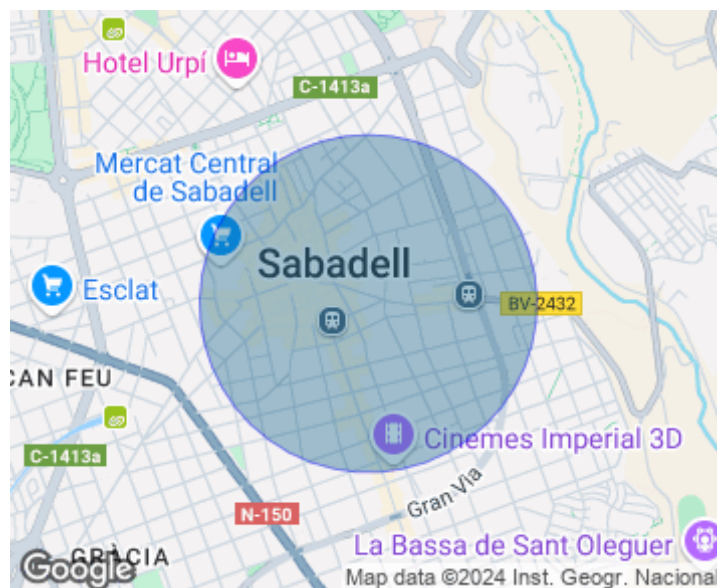 Hotel Urpí
C-1413a
Mercat Central
de Sabadell
Sabadell
Esclat
BV-2432
CAN FEU
Cinemes Imperial 3D
C-1413a
Gran Via
N-150
La Bassa de Sant Oleguer
GRÀCIA
Google
Map data ©2024 Inst. Geogr. Nacional